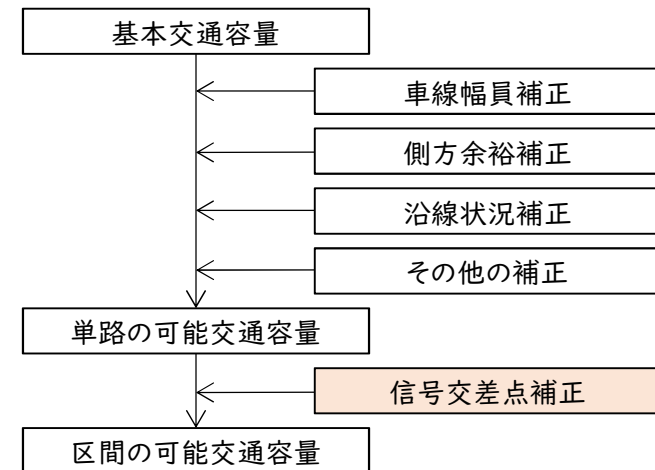 基本交通容量
車線幅員補正
側方余裕補正
沿線状況補正
その他の補正
単路の可能交通容量
信号交差点補正
区間の可能交通容量